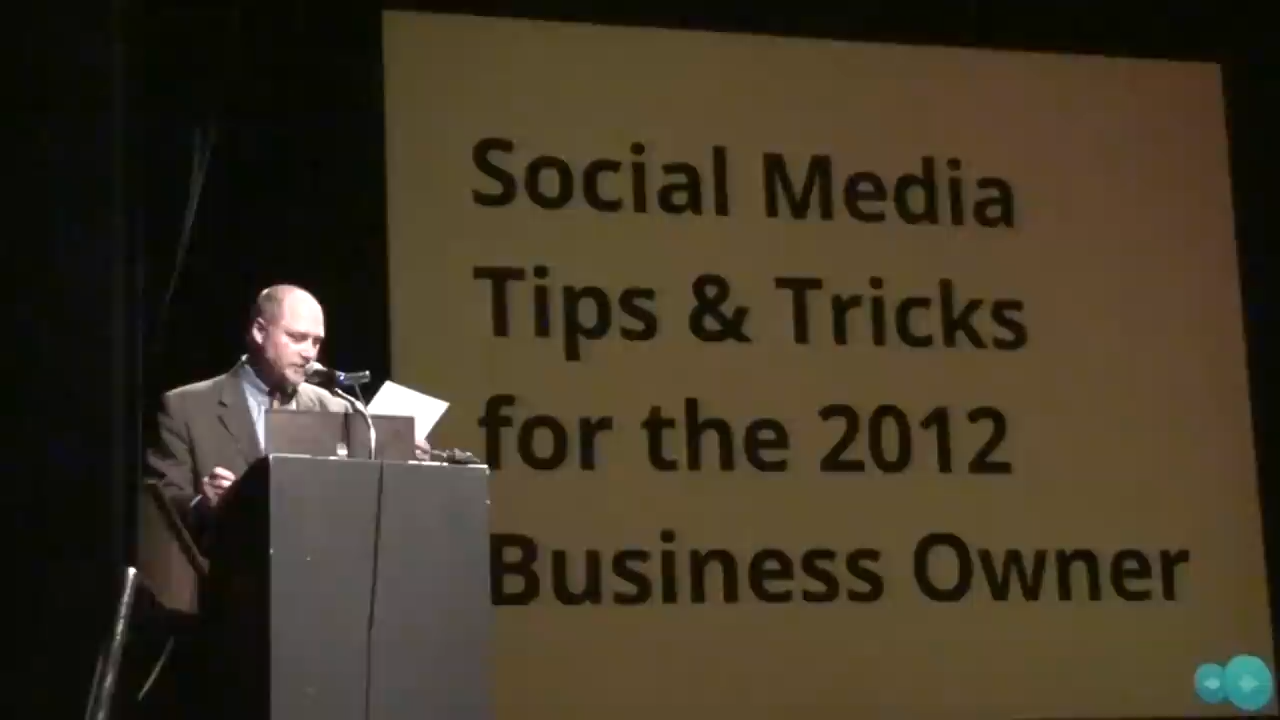 Social Media
Tips & Tricks
for the 2012
Business Owner